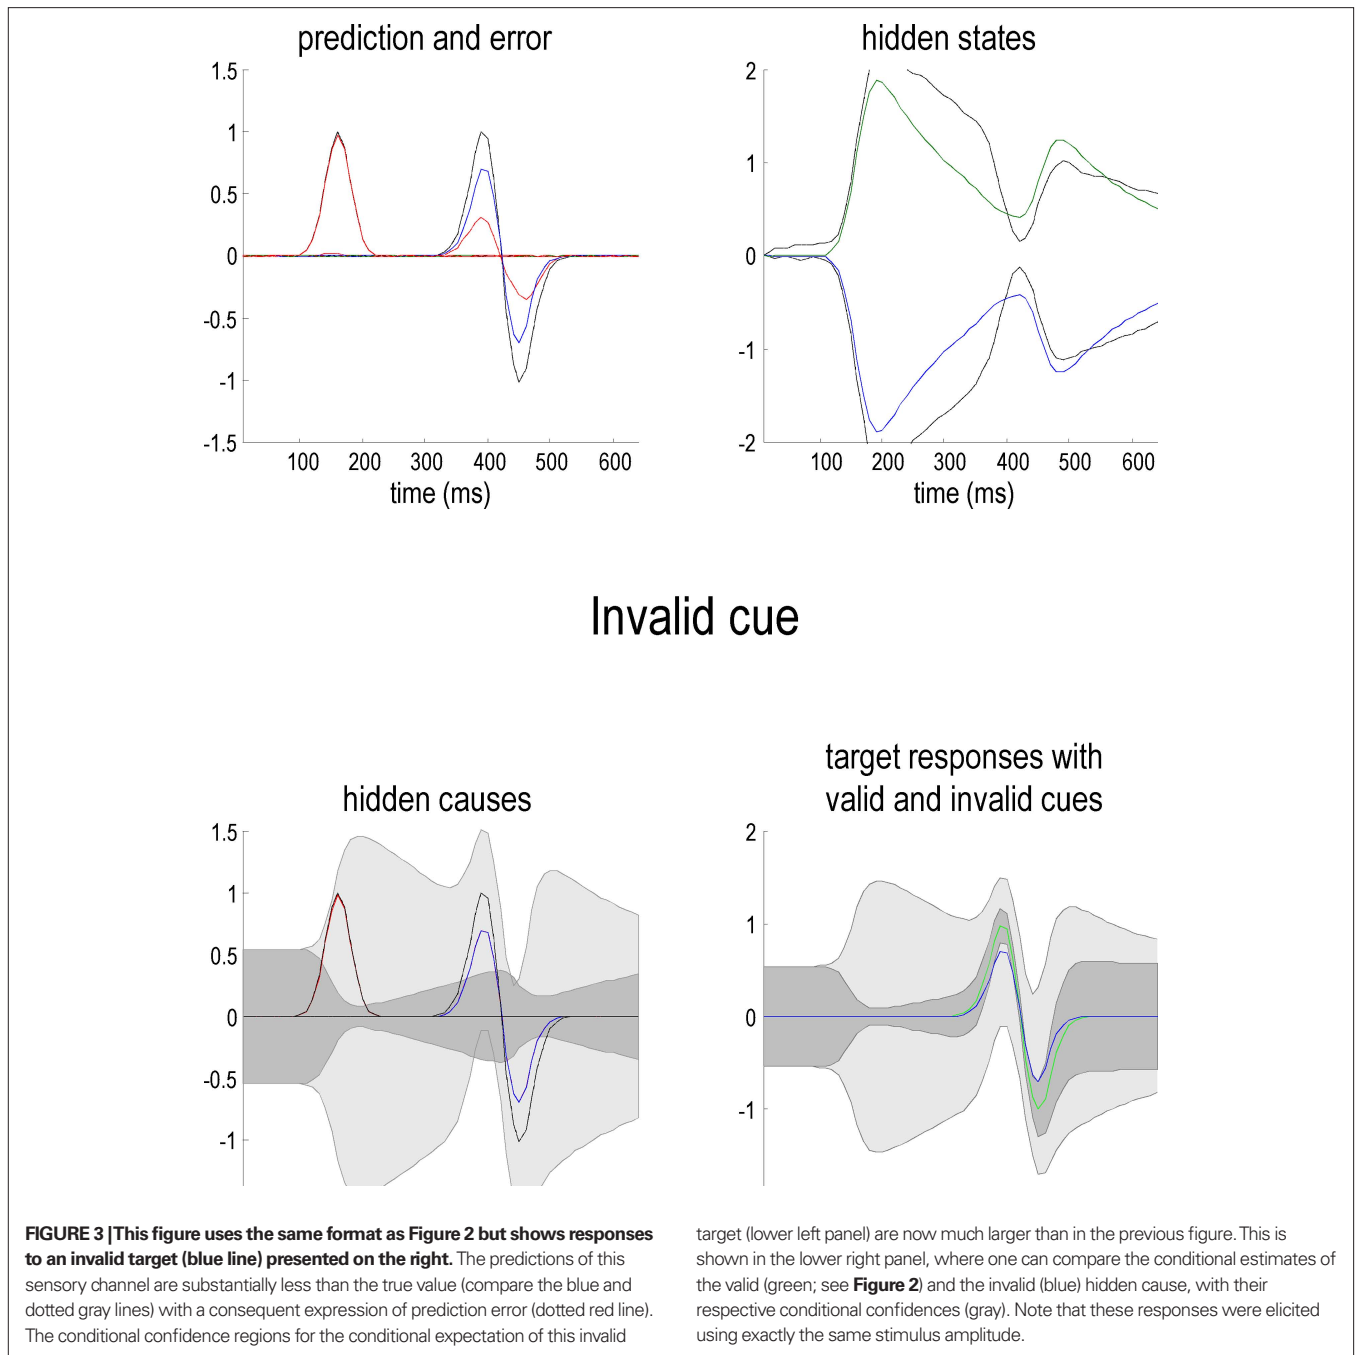 prediction and error
1.5
1
0.5
0
-0.5
-1
-1.5
100 200 300 400 500 600
time (ms)
hidden states
2
1
0
-1
-2
100 200 300 400 500 600
time (ms)
Invalid cue
hidden causes
1.5
1
0.5
0
-0.5
-1
target responses with
valid and invalid cues
2
1
0
-1
FIGURE 3 | This figure uses the same format as Figure 2 but shows responses
to an invalid target (blue line) presented on the right. The predictions of this
sensory channel are substantially less than the true value (compare the blue and
dotted gray lines) with a consequent expression of prediction error (dotted red line).
The conditional confidence regions for the conditional expectation of this invalid
target (lower left panel) are now much larger than in the previous figure. This is
shown in the lower right panel, where one can compare the conditional estimates of
the valid (green; see Figure 2) and the invalid (blue) hidden cause, with their
respective conditional confidences (gray). Note that these responses were elicited
using exactly the same stimulus amplitude.